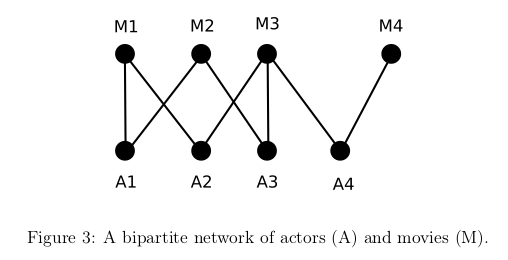 M1 M2 M3 M4
A1 A2 A3 A4
Figure 3: A bipartite network of actors (A) and movies (M).